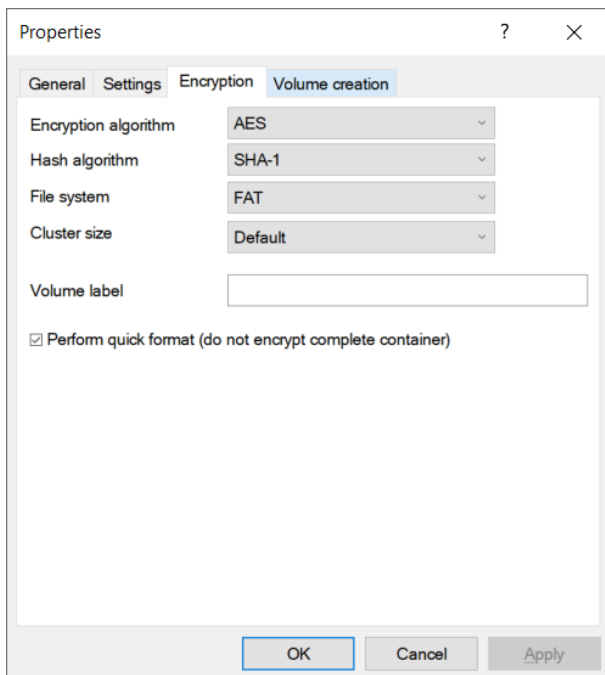 Properties ?
General Settings Encryption Volume creation
Encryption algorithm AES
Hash algorithm SHA-1
File system FAT
Cluster size Default
Volume label
Perform quick format (do not encrypt complete container)
OK Cancel Apply